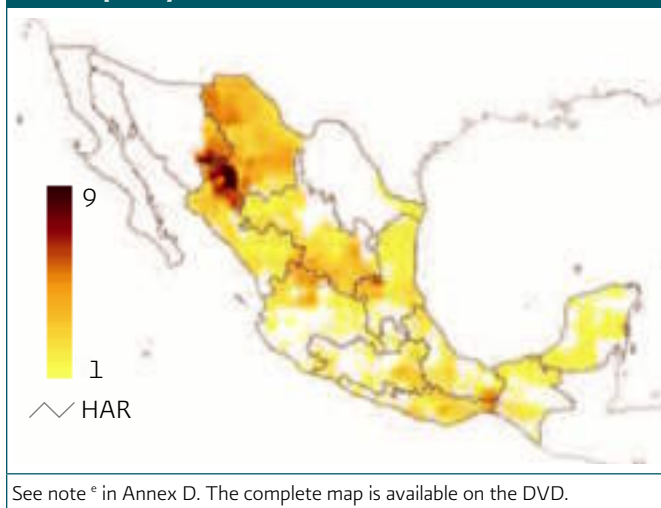 9
1
HAR
See note ᵉ in Annex D. The complete map is available on the DVD.